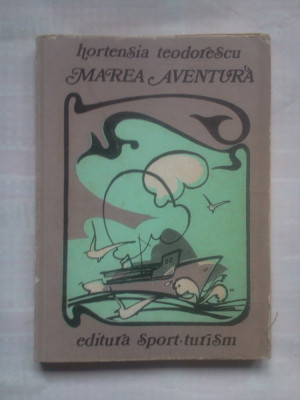 hortensia teodorescu
MAREA AVENTURĂ
editura sport-turism